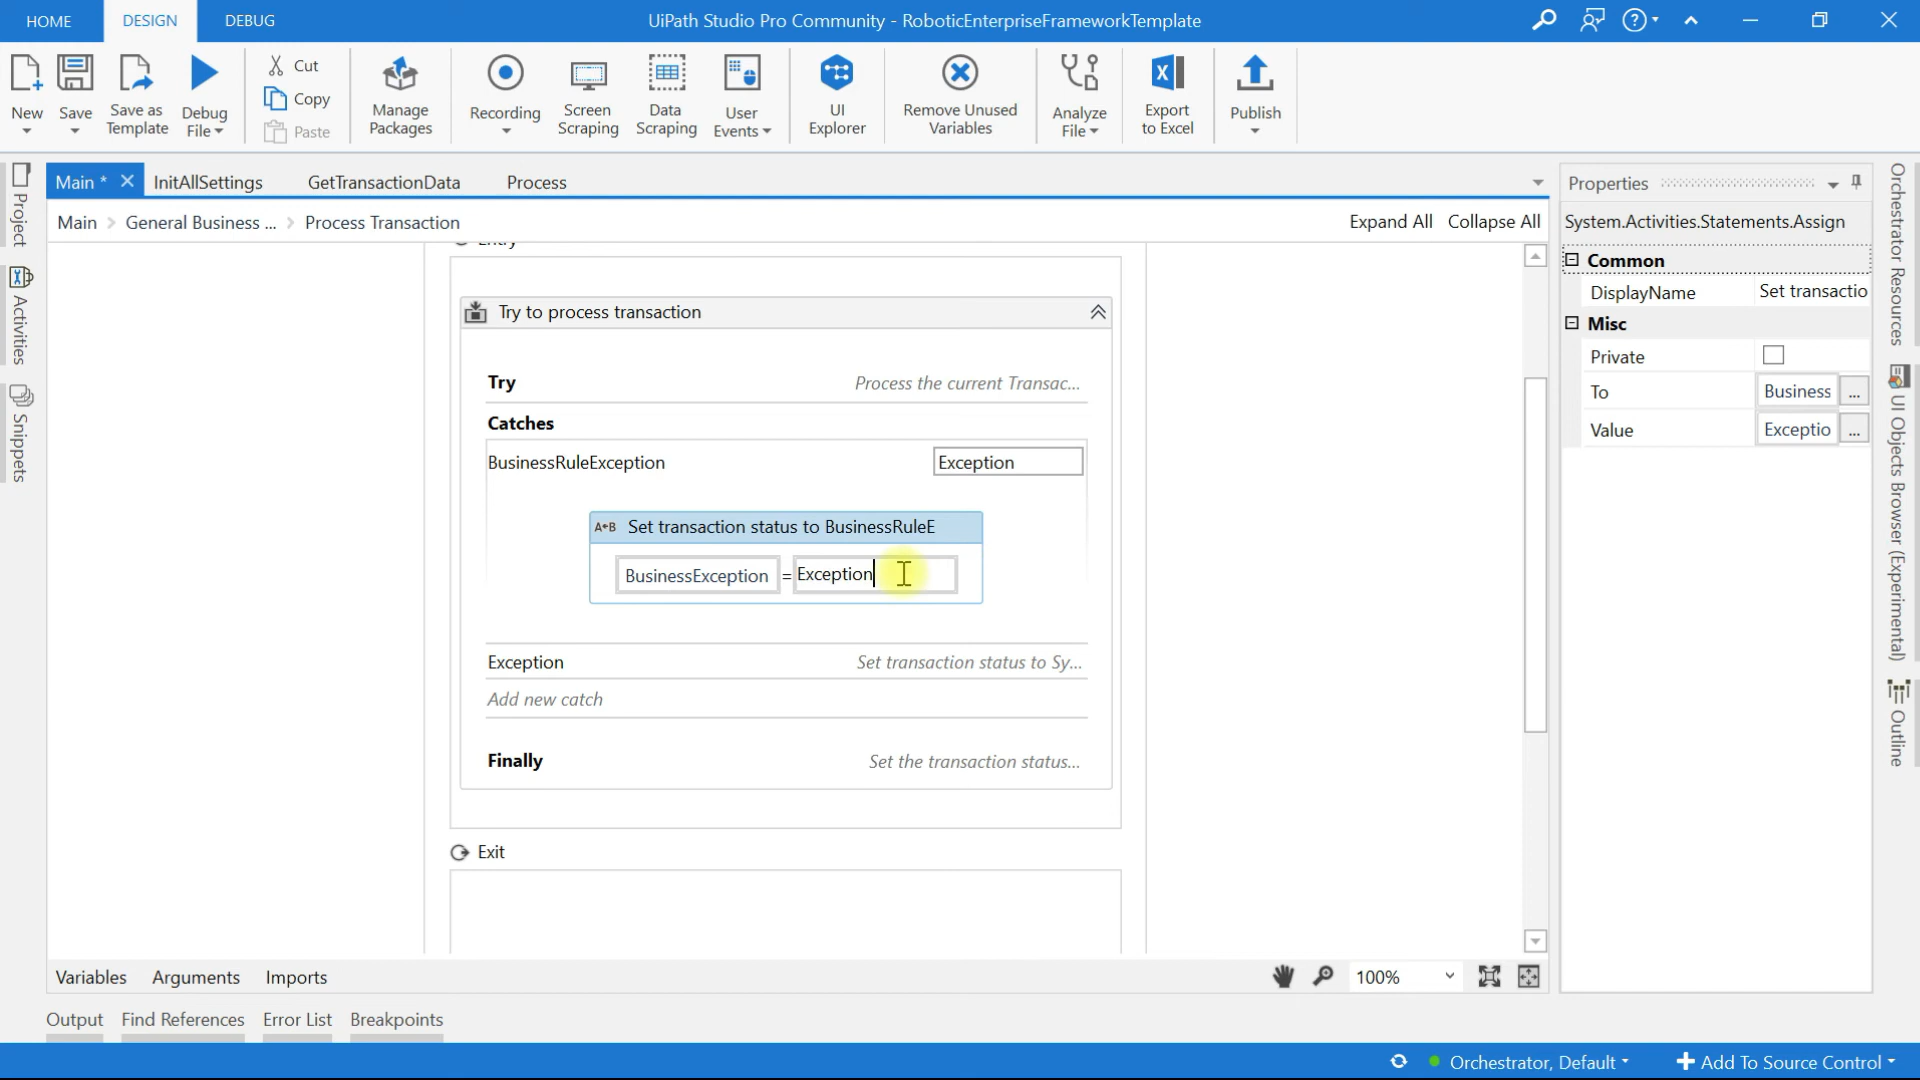 HOME DESIGN DEBUG UiPath Studio Pro Community - RoboticEnterpriseFrameworkTemplate
New
Save
Save as
Template
Debug
File
Cut
Copy
Paste
Manage
Packages
Recording
Screen
Scraping
Data
Scraping
User
Events
UI
Explorer
Remove Unused
Variables
Analyze
File
Export
to Excel
Publish
Project
Activities
Snippets
Main * InitAllSettings GetTransactionData Process
Main General Business ... Process Transaction Expand All Collapse All
Entry
Try to process transaction
Try Process the current Transac...
Catches
BusinessRuleException Exception
A+B Set transaction status to BusinessRuleE
BusinessException = Exception
Exception Set transaction status to Sy...
Add new catch
Finally Set the transaction status...
Exit
Variables Arguments Imports 100%
Properties
System.Activities.Statements.Assign
Common
DisplayName Set transactio
Misc
Private
To Business ...
Value Exceptio ...
Orchestrator Resources
UI Objects Browser (Experimental)
Outline
Output Find References Error List Breakpoints
Orchestrator, Default Add To Source Control